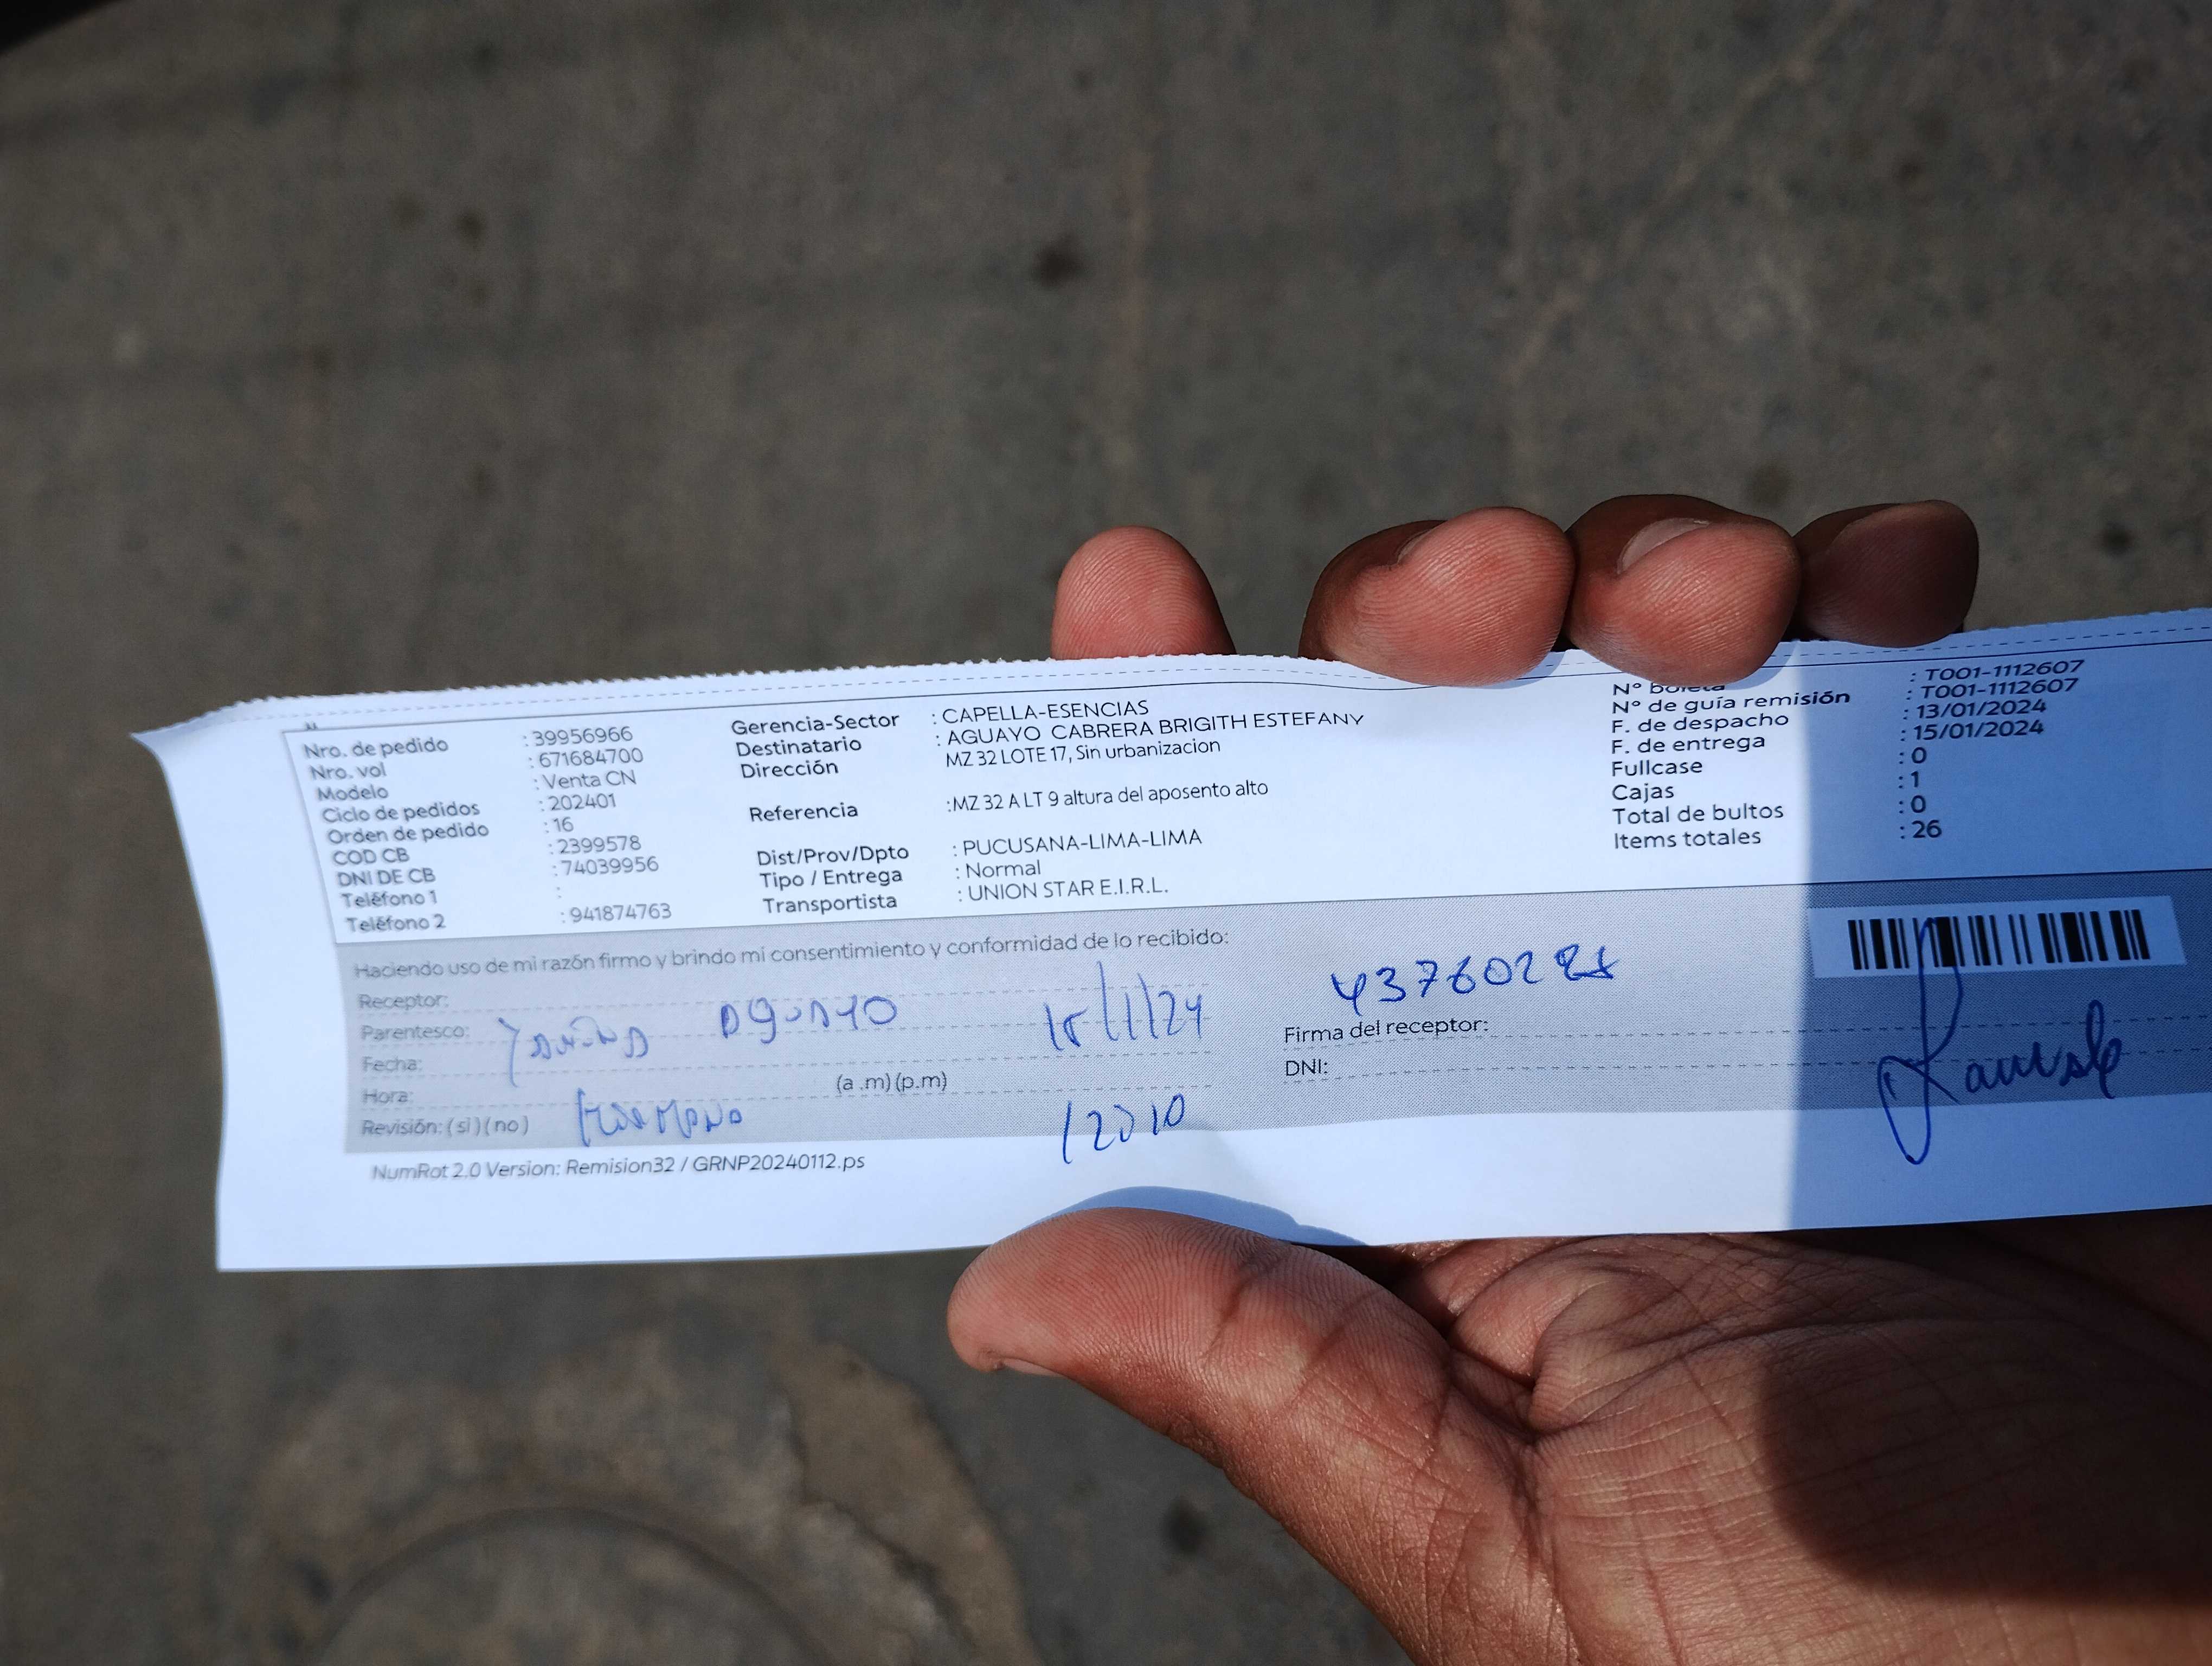 Nro. de pedido : 39956966
Nro. vol : 671684700
Modelo : Venta CN
Ciclo de pedidos : 202401
Orden de pedido : 16
COD CB : 2399578
DNI DE CB : 74039956
Teléfono 1 :
Teléfono 2 : 941874763
Gerencia-Sector : CAPELLA-ESENCIAS
Destinatario : AGUAYO CABRERA BRIGITH ESTEFANY
Dirección MZ 32 LOTE 17, Sin urbanizacion
Referencia :MZ 32 A LT 9 altura del aposento alto
Dist/Prov/Dpto : PUCUSANA-LIMA-LIMA
Tipo / Entrega : Normal
Transportista : UNION STAR E.I.R.L.
N° boleta : T001-1112607
N° de guía remisión : T001-1112607
F. de despacho : 13/01/2024
F. de entrega : 15/01/2024
Fullcase : 0
Cajas : 1
Total de bultos : 0
Items totales : 26
Haciendo uso de mi razón firmo y brindo mi consentimiento y conformidad de lo recibido:
Receptor:
Parentesco: AGUAYO 15/1/24
Fecha:
Hora: (a .m) (p.m)
Revisión: ( si ) ( no ) 12010
Firma del receptor:
DNI:
NumRot 2.0 Version: Remision32 / GRNP20240112.ps